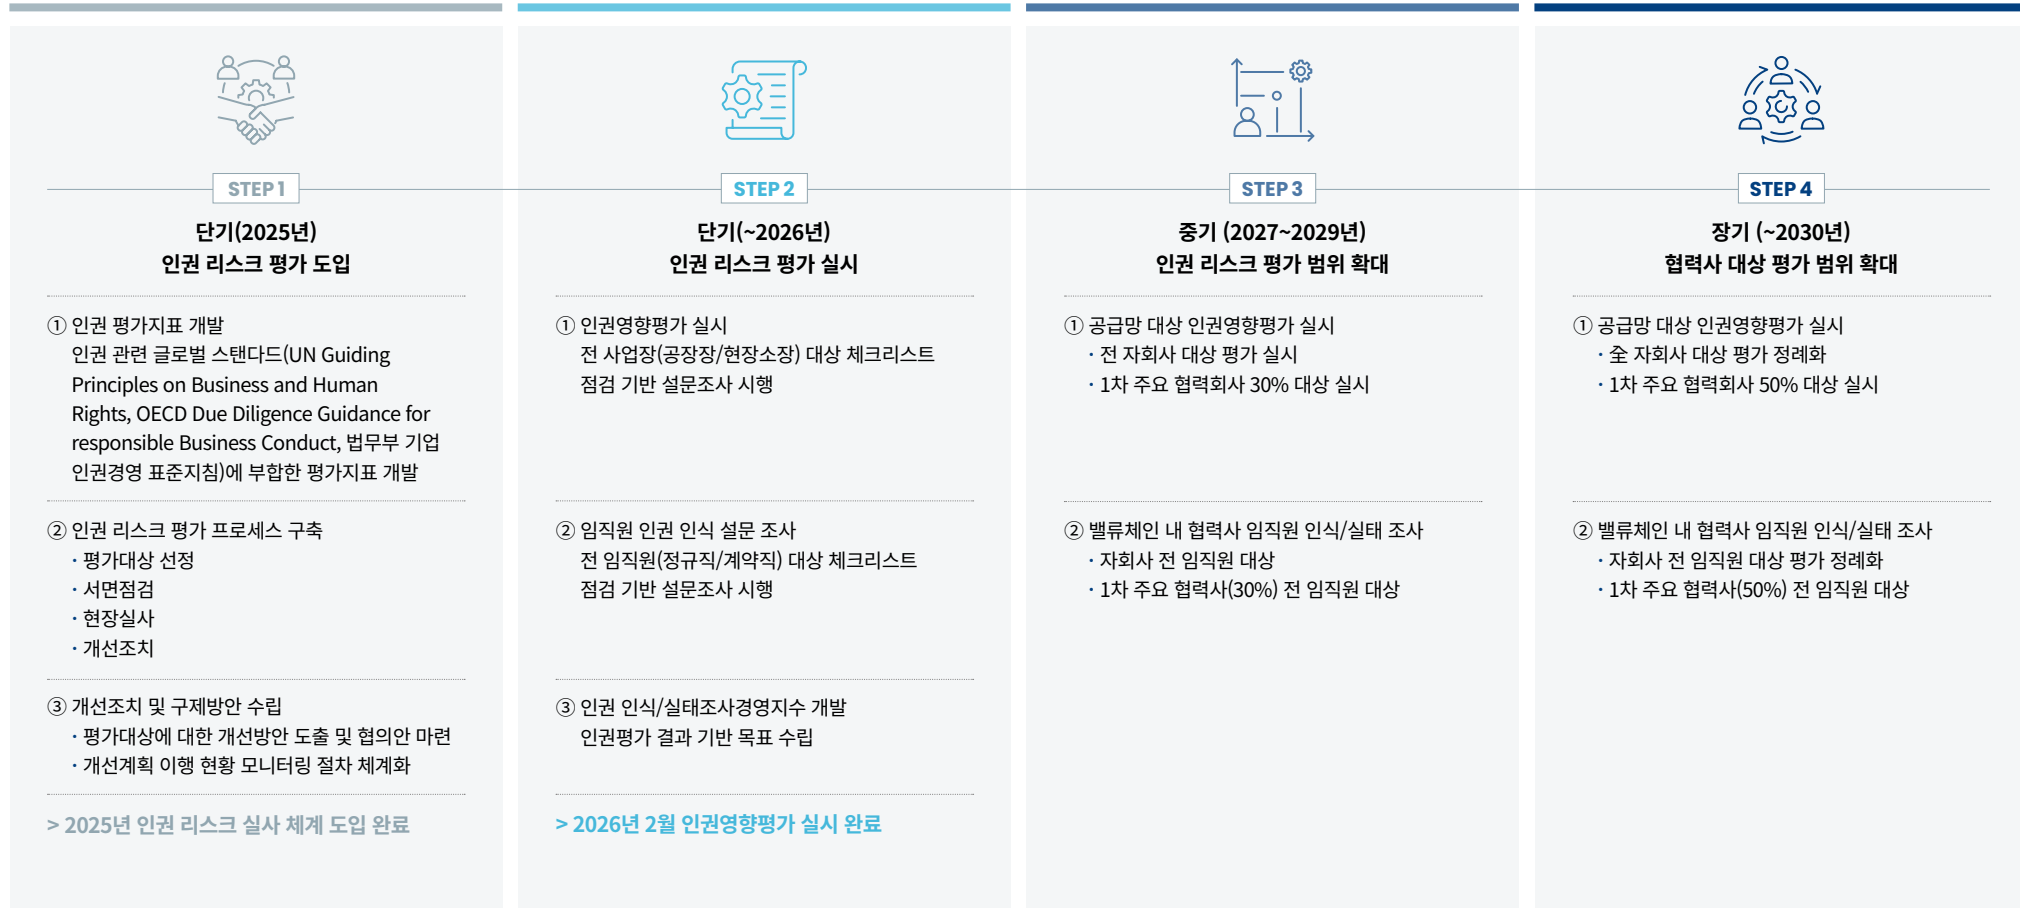 STEP 1
단기(2025년)
인권 리스크 평가 도입
① 인권 평가지표 개발
인권 관련 글로벌 스탠다드(UN Guiding
Principles on Business and Human
Rights, OECD Due Diligence Guidance for
responsible Business Conduct, 법무부 기업
인권경영 표준지침)에 부합한 평가지표 개발
② 인권 리스크 평가 프로세스 구축
· 평가대상 선정
· 서면점검
· 현장실사
· 개선조치
③ 개선조치 및 구제방안 수립
· 평가대상에 대한 개선방안 도출 및 협의안 마련
· 개선계획 이행 현황 모니터링 절차 체계화
> 2025년 인권 리스크 실사 체계 도입 완료
STEP 2
단기(~2026년)
인권 리스크 평가 실시
① 인권영향평가 실시
전 사업장(공장장/현장소장) 대상 체크리스트
점검 기반 설문조사 시행
② 임직원 인권 인식 설문 조사
전 임직원(정규직/계약직) 대상 체크리스트
점검 기반 설문조사 시행
③ 인권 인식/실태조사경영지수 개발
인권평가 결과 기반 목표 수립
> 2026년 2월 인권영향평가 실시 완료
STEP 3
중기 (2027~2029년)
인권 리스크 평가 범위 확대
① 공급망 대상 인권영향평가 실시
· 전 자회사 대상 평가 실시
· 1차 주요 협력회사 30% 대상 실시
② 밸류체인 내 협력사 임직원 인식/실태 조사
· 자회사 전 임직원 대상
· 1차 주요 협력사(30%) 전 임직원 대상
STEP 4
장기 (~2030년)
협력사 대상 평가 범위 확대
① 공급망 대상 인권영향평가 실시
· 全 자회사 대상 평가 정례화
· 1차 주요 협력회사 50% 대상 실시
② 밸류체인 내 협력사 임직원 인식/실태 조사
· 자회사 전 임직원 대상 평가 정례화
· 1차 주요 협력사(50%) 전 임직원 대상